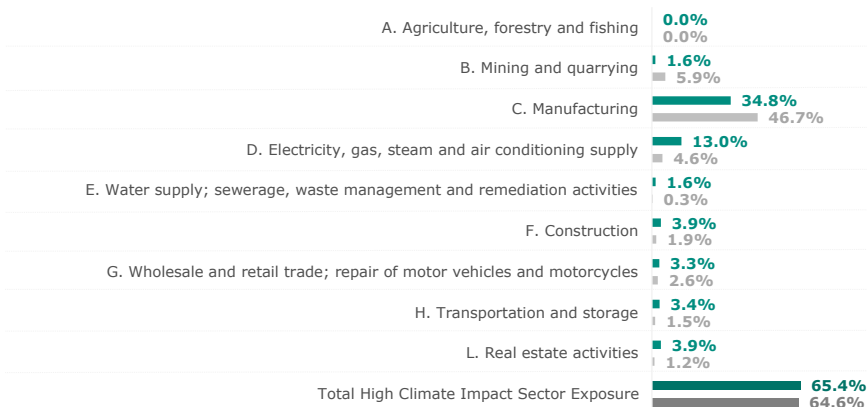 A. Agriculture, forestry and fishing
0.0%
0.0%
B. Mining and quarrying
1.6%
5.9%
C. Manufacturing
34.8%
46.7%
D. Electricity, gas, steam and air conditioning supply
13.0%
4.6%
E. Water supply; sewerage, waste management and remediation activities
1.6%
0.3%
F. Construction
3.9%
1.9%
G. Wholesale and retail trade; repair of motor vehicles and motorcycles
3.3%
2.6%
H. Transportation and storage
3.4%
1.5%
L. Real estate activities
3.9%
1.2%
Total High Climate Impact Sector Exposure
65.4%
64.6%